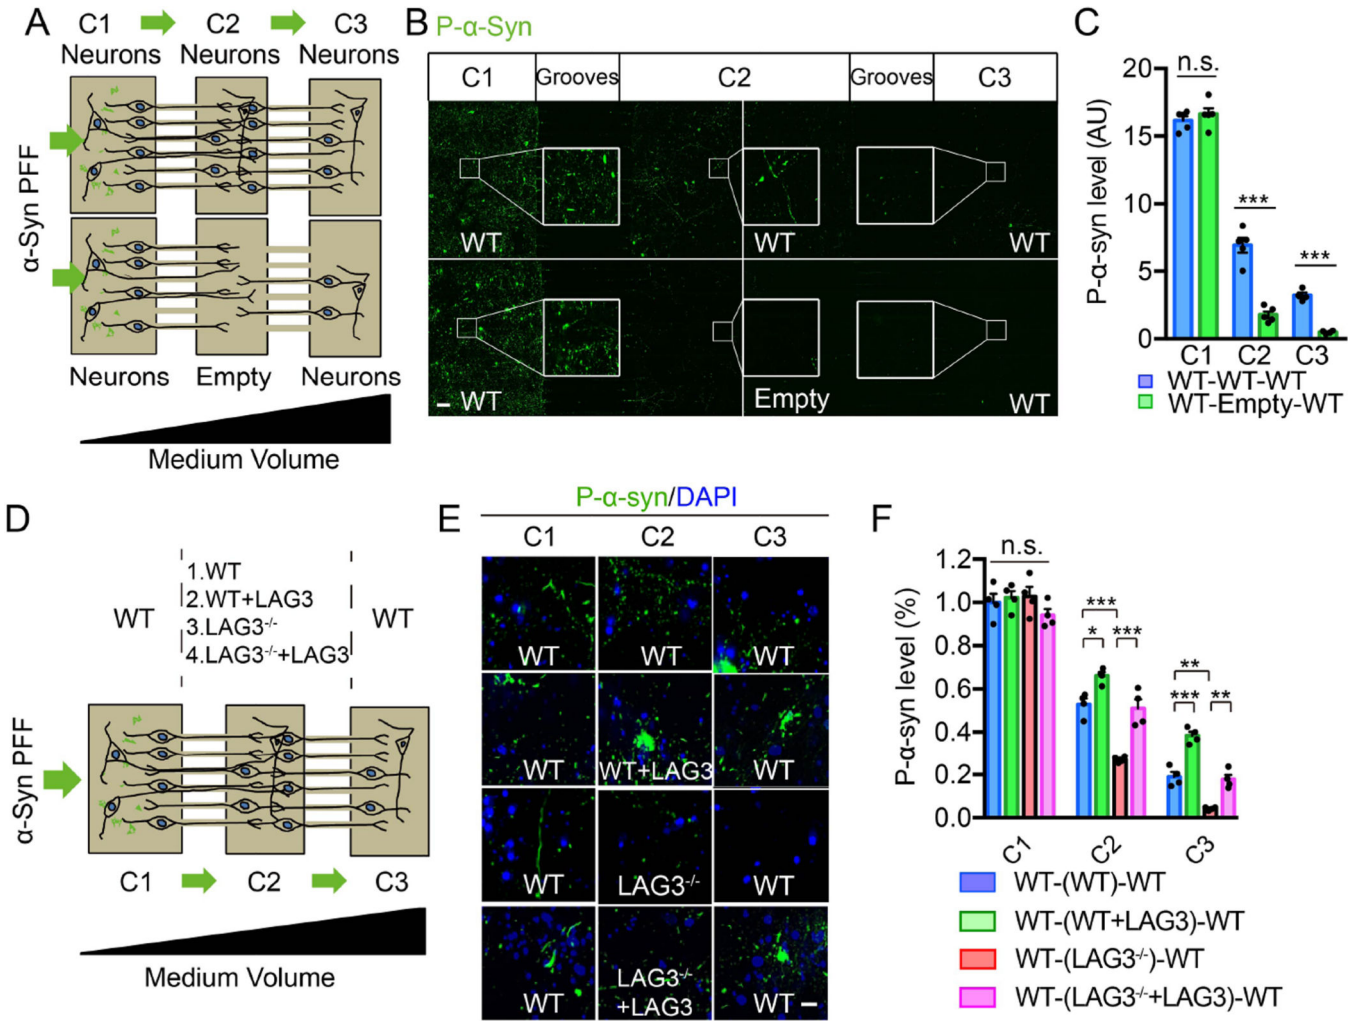 A
C1 C2 C3
Neurons Neurons Neurons
α-Syn PFF
Neurons Empty Neurons
Medium Volume
B P-α-Syn
C1 Grooves C2 Grooves C3
WT WT WT
WT Empty WT
C
n.s.
20
15
10
5
0
P-α-syn level (AU)
***
***
C1 C2 C3
WT-WT-WT
WT-Empty-WT
D
WT
1.WT
2.WT+LAG3
3.LAG3-/-
4.LAG3-/-+LAG3
WT
α-Syn PFF
C1 C2 C3
Medium Volume
E
P-α-syn/DAPI
C1 C2 C3
WT WT WT
WT WT+LAG3 WT
WT LAG3-/- WT
WT LAG3-/- +LAG3 WT
F
n.s.
1.2
1.0
0.8
0.6
0.4
0.2
0.0
P-α-syn level (%)
***
* ***
**
*** **
C1 C2 C3
WT-(WT)-WT
WT-(WT+LAG3)-WT
WT-(LAG3-/-)-WT
WT-(LAG3-/-+LAG3)-WT